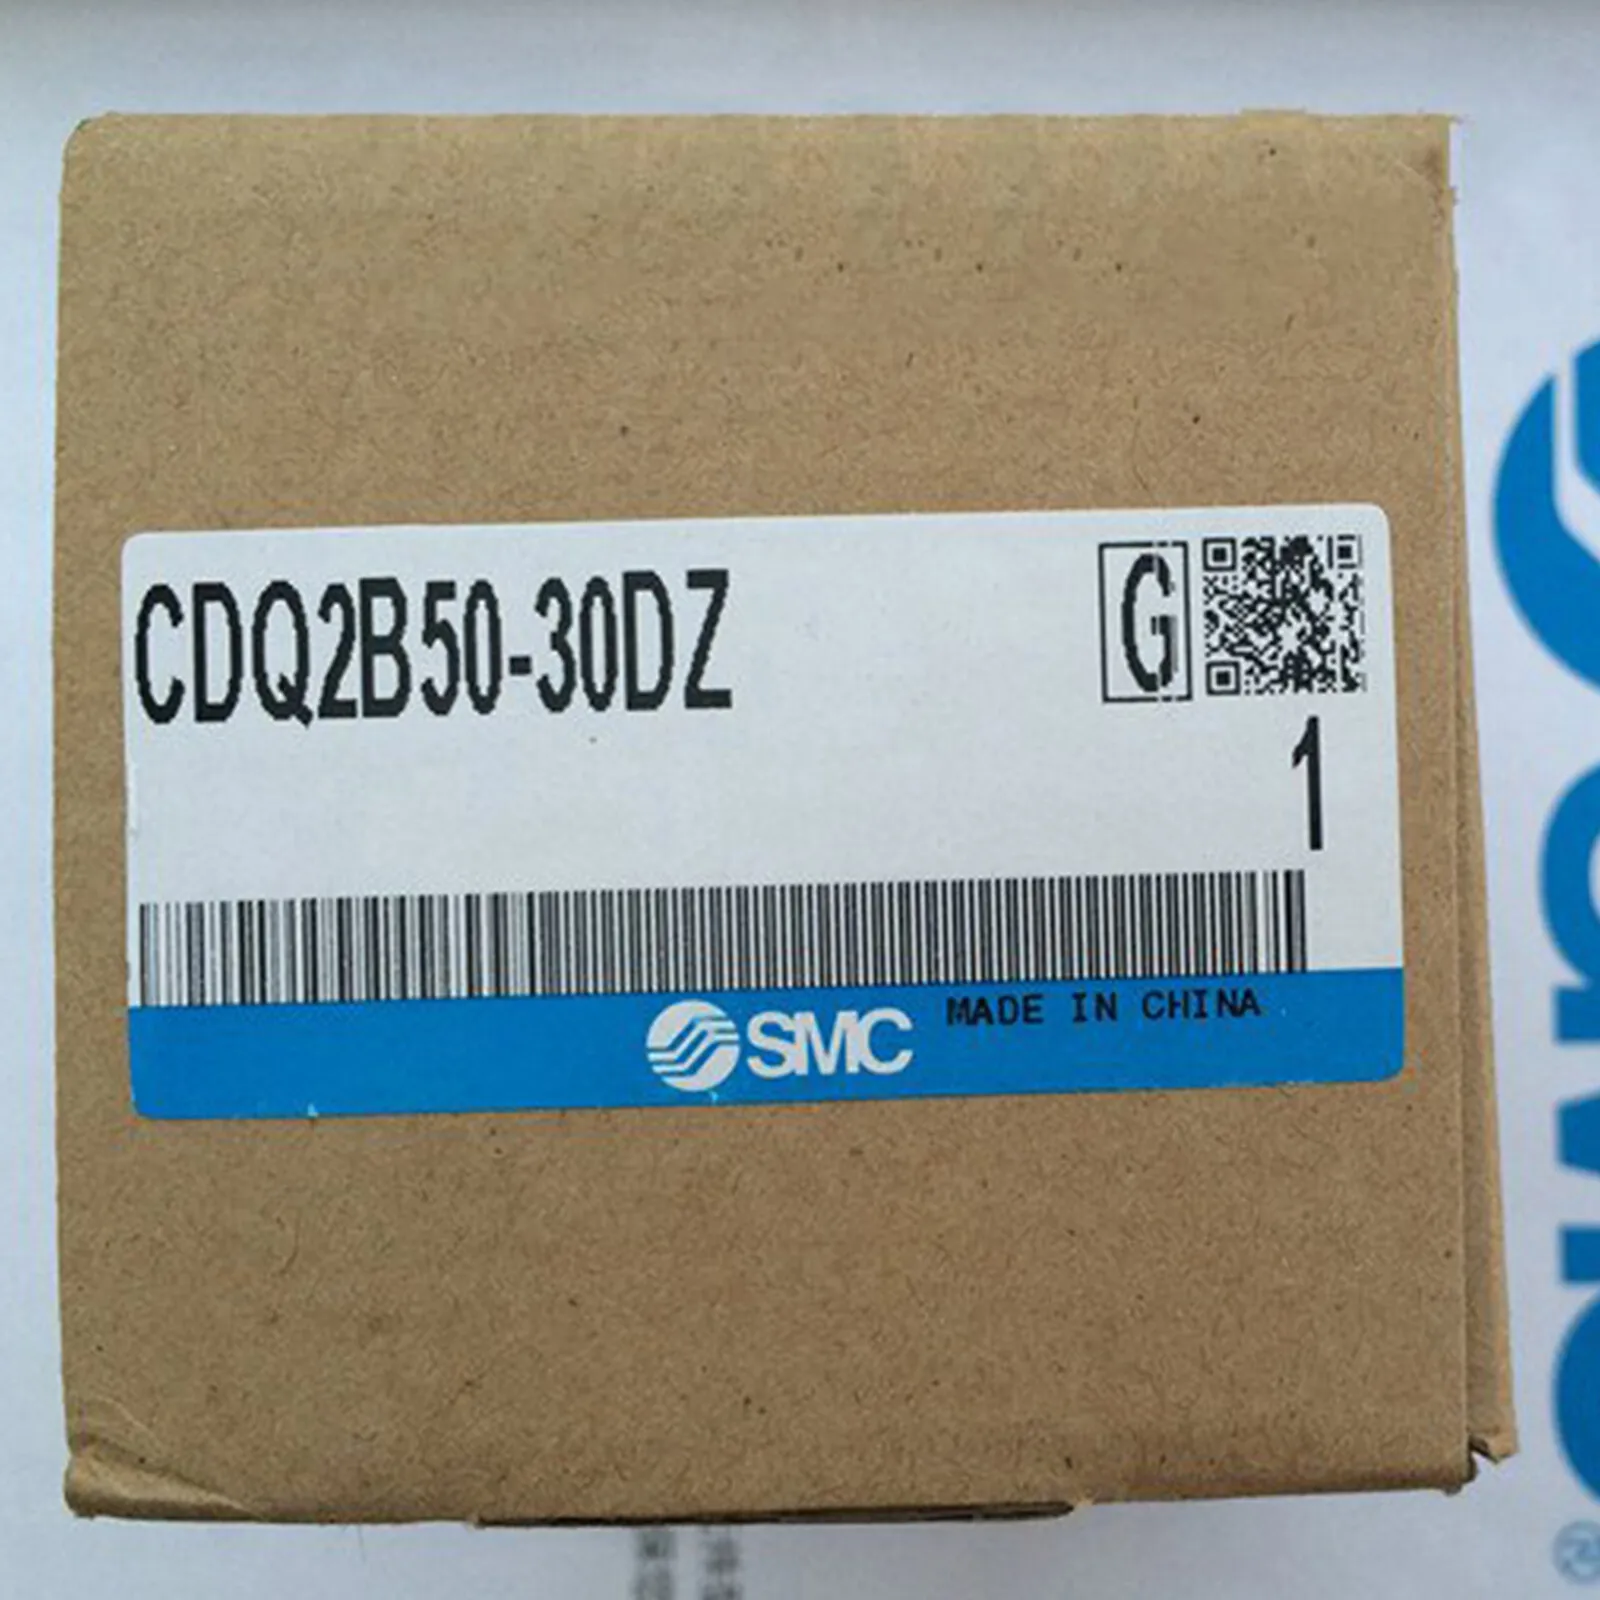 CDQ2B50-30DZ
G
1
SMC
MADE IN CHINA